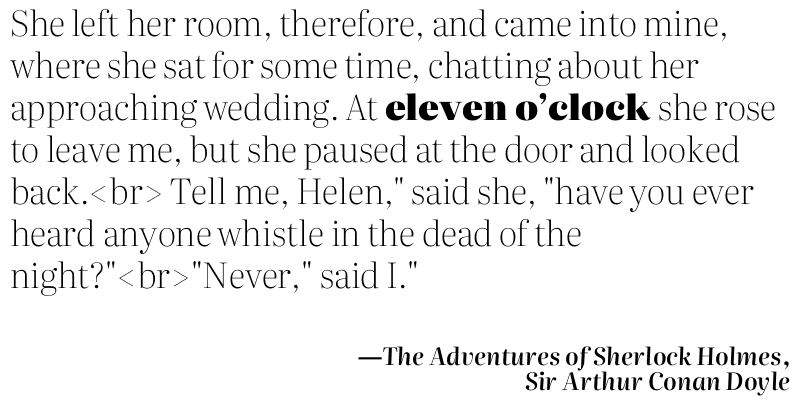 She left her room, therefore, and came into mine,
where she sat for some time, chatting about her
approaching wedding. At eleven o’clock she rose
to leave me, but she paused at the door and looked
back.<br> Tell me, Helen," said she, "have you ever
heard anyone whistle in the dead of the
night?"<br>"Never," said I."
—The Adventures of Sherlock Holmes,
Sir Arthur Conan Doyle